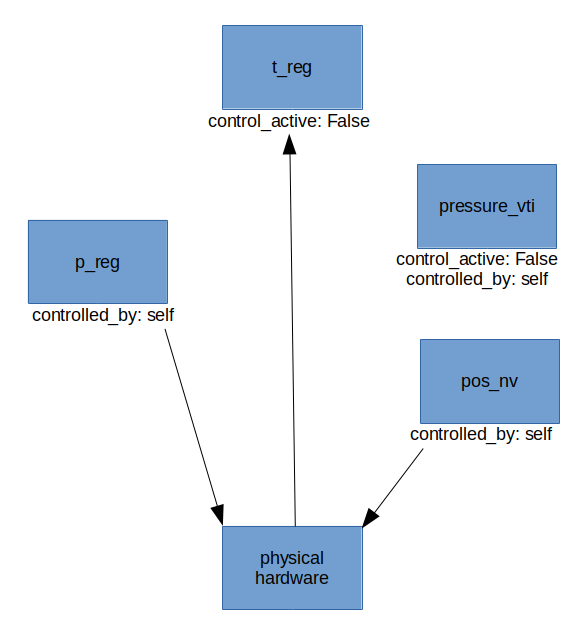 t_reg
control_active: False
pressure_vti
control_active: False
controlled_by: self
p_reg
controlled_by: self
pos_nv
controlled_by: self
physical
hardware